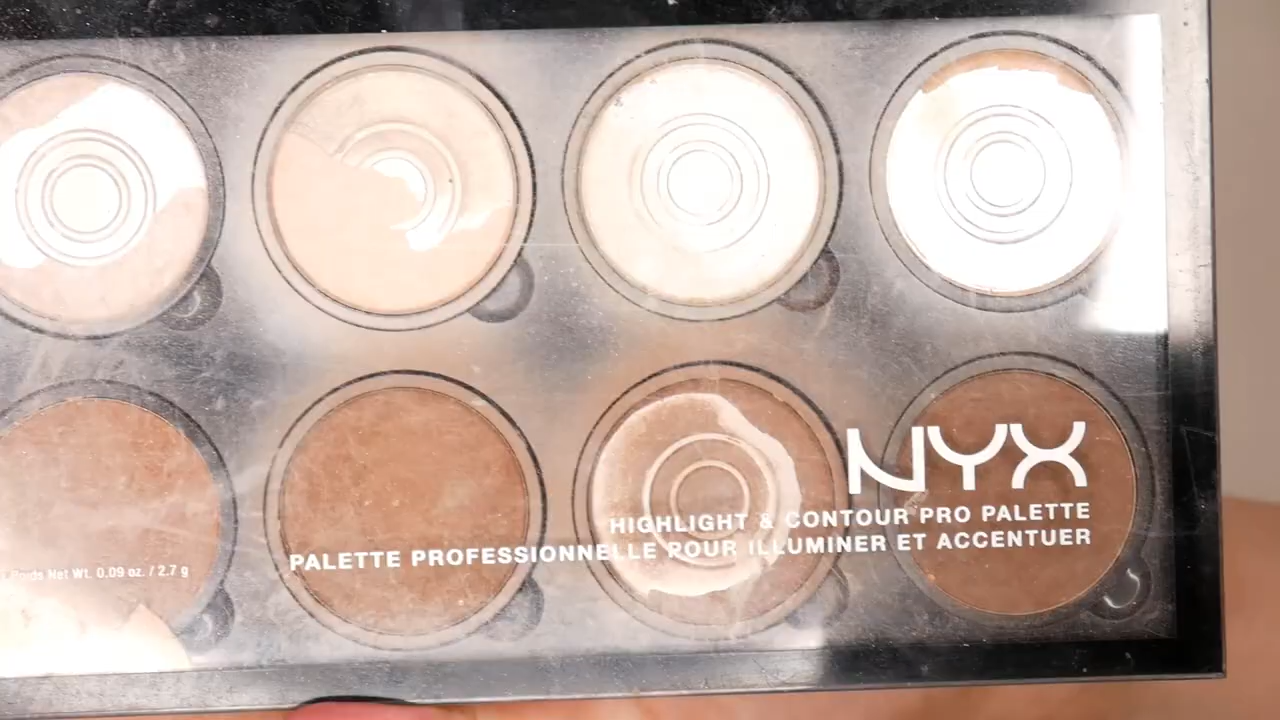 NYX
HIGHLIGHT & CONTOUR PRO PALETTE
PALETTE PROFESSIONNELLE POUR ILLUMINER ET ACCENTUER
Poids Net Wt. 0.09 oz. / 2.7 g